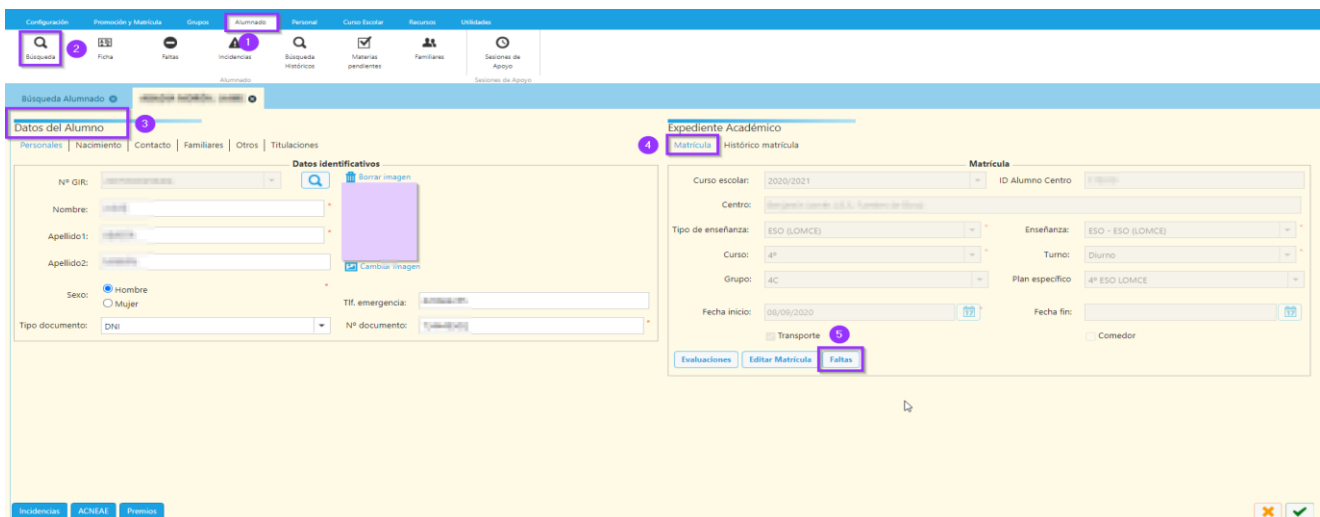 Configuración Promoción y Matrícula Grupos Alumnado Personal Curso Escolar Recursos Utilidades
1
2
Búsqueda Ficha Faltas Incidencias Búsqueda Históricos Materias pendientes Familiares Sesiones de Apoyo
Alumnado Sesiones de Apoyo
Búsqueda Alumnado
Datos del Alumno 3
Personales Nacimiento Contacto Familiares Otros Titulaciones
Datos identificativos
Nº GIR: Borrar imagen
Nombre: *
Apellido1: *
Apellido2: Cambiar imagen
Sexo: Hombre *
Mujer
Tlf. emergencia:
Tipo documento: DNI Nº documento: *
Expediente Académico
4 Matrícula Histórico matrícula
Matrícula
Curso escolar: 2020/2021 ID Alumno Centro
Centro:
Tipo de enseñanza: ESO (LOMCE) * Enseñanza: ESO - ESO (LOMCE) *
Curso: 4º * Turno: Diurno *
Grupo: 4C Plan específico 4º ESO LOMCE
Fecha inicio: 08/09/2020 * Fecha fin:
Transporte 5 Comedor
Evaluaciones Editar Matrícula Faltas
Incidencias ACNEAE Premios